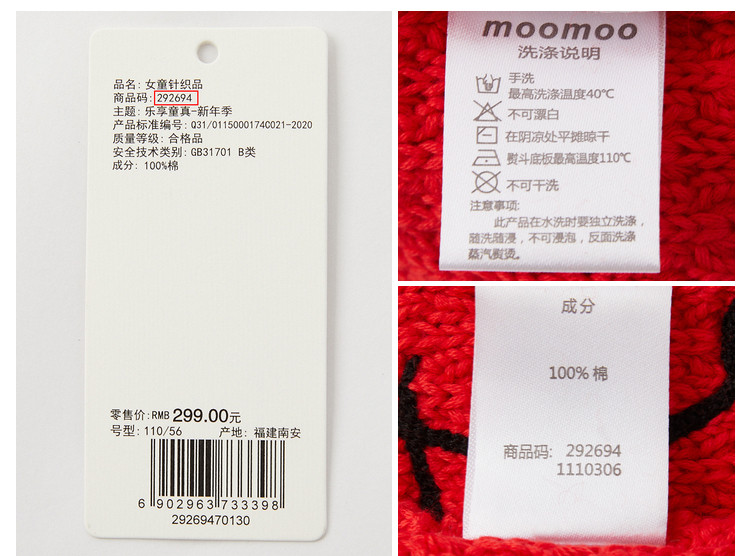 品名: 女童针织品
商品码: 292694
主题: 乐享童真-新年季
产品标准编号: Q31/01150001740021-2020
质量等级: 合格品
安全技术类别: GB31701 B类
成分: 100%棉
零售价:RMB 299.00元
号型: 110/56 产地: 福建南安
6 902963 733398
29269470130
moomoo
洗涤说明
手洗
最高洗涤温度40℃
不可漂白
在阴凉处平摊晾干
熨斗底板最高温度110℃
不可干洗
注意事项:
此产品在水洗时要独立洗涤，
随洗随浸，不可浸泡，反面洗涤
蒸汽熨烫。
成分
100% 棉
商品码: 292694
1110306